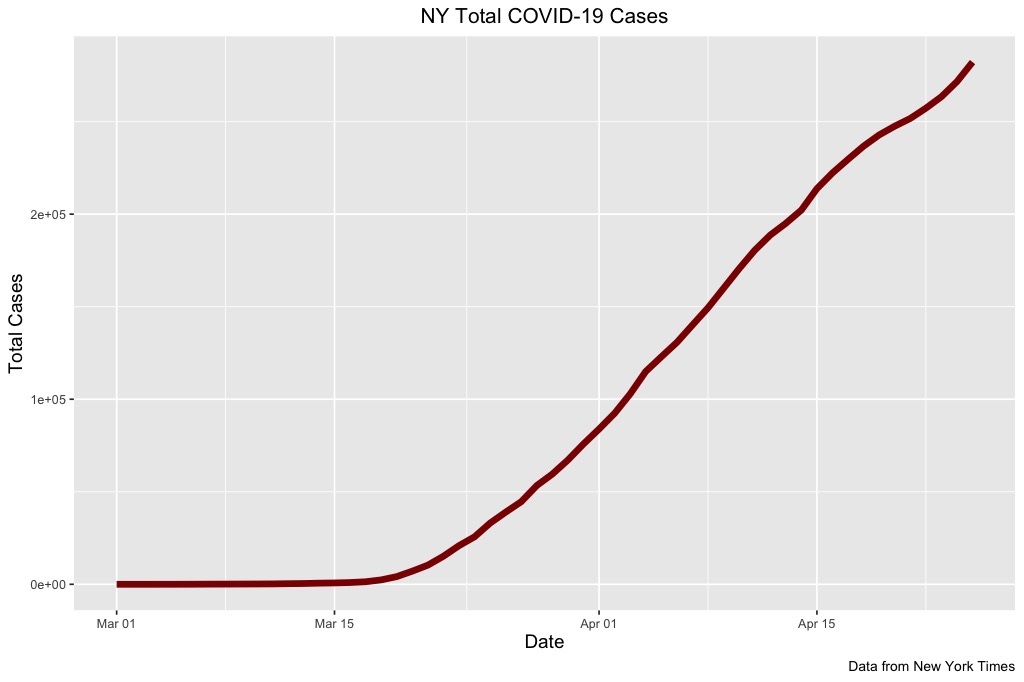 NY Total COVID-19 Cases
Total Cases
2e+05
1e+05
0e+00
Mar 01
Mar 15
Apr 01
Apr 15
Date
Data from New York Times